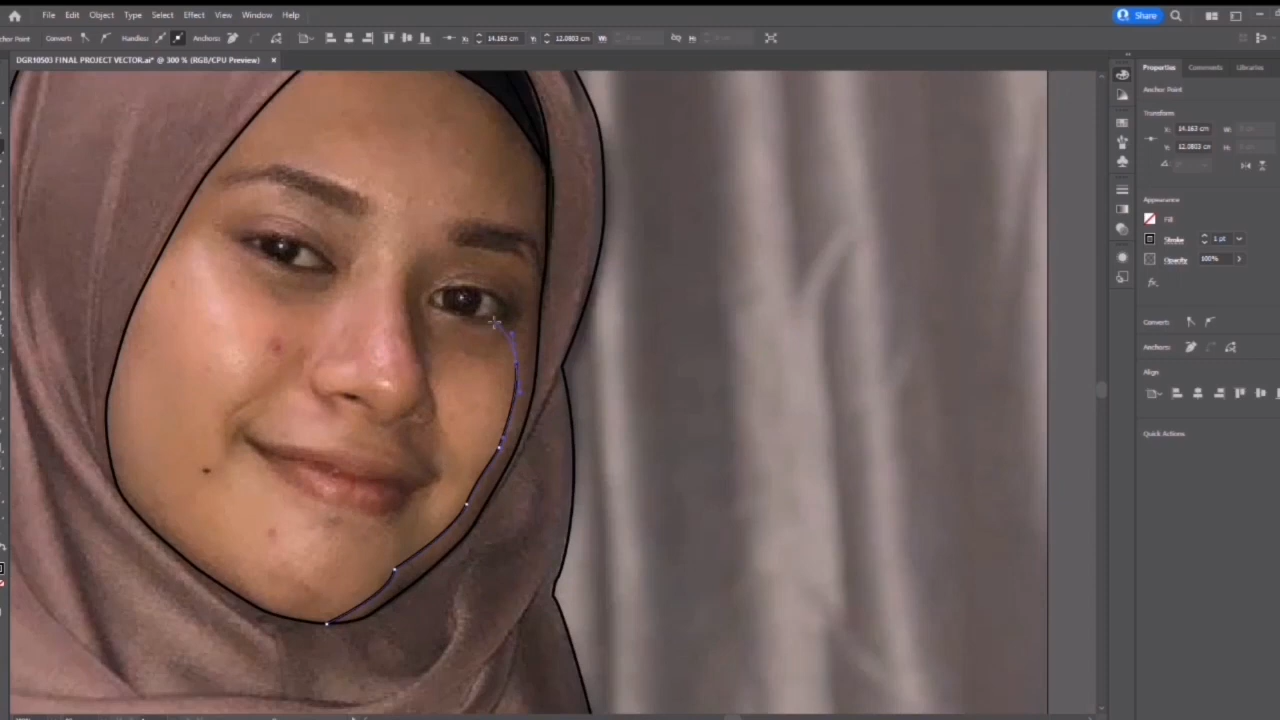 File Edit Object Type Select Effect View Window Help Share
Anchor Point Convert: Handles: Anchors: X: 14.163 cm Y: 12.0803 cm W: H:
DGR10503 FINAL PROJECT VECTOR.ai* @ 300 % (RGB/CPU Preview) ×
Properties Comments Libraries
Anchor Point
Transform
X: 14.163 cm W:
Y: 12.0803 cm H:
Appearance
Fill
Stroke 1 pt
Opacity 100%
fx.
Convert:
Anchors:
Align
Quick Actions